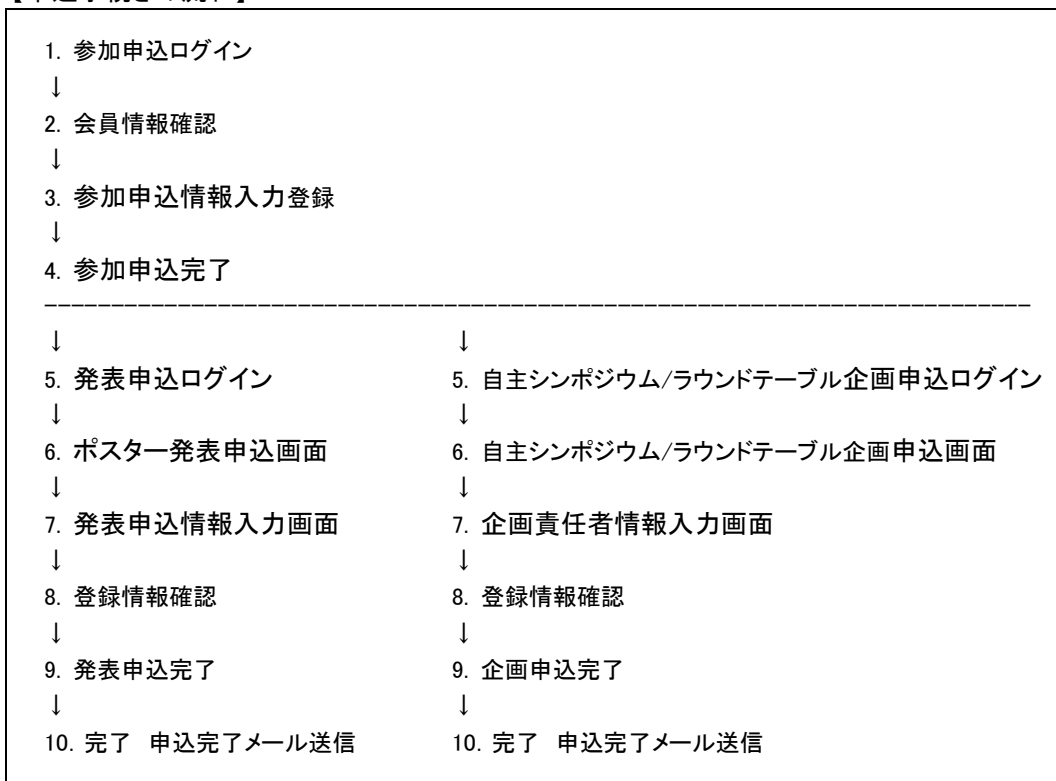 1. 参加申込ログイン
↓
2. 会員情報確認
↓
3. 参加申込情報入力登録
↓
4. 参加申込完了
--------------------------------------------------------------------------
↓ ↓
5. 発表申込ログイン 5. 自主シンポジウム/ラウンドテーブル企画申込ログイン
↓ ↓
6. ポスター発表申込画面 6. 自主シンポジウム/ラウンドテーブル企画申込画面
↓ ↓
7. 発表申込情報入力画面 7. 企画責任者情報入力画面
↓ ↓
8. 登録情報確認 8. 登録情報確認
↓ ↓
9. 発表申込完了 9. 企画申込完了
↓ ↓
10. 完了 申込完了メール送信 10. 完了 申込完了メール送信